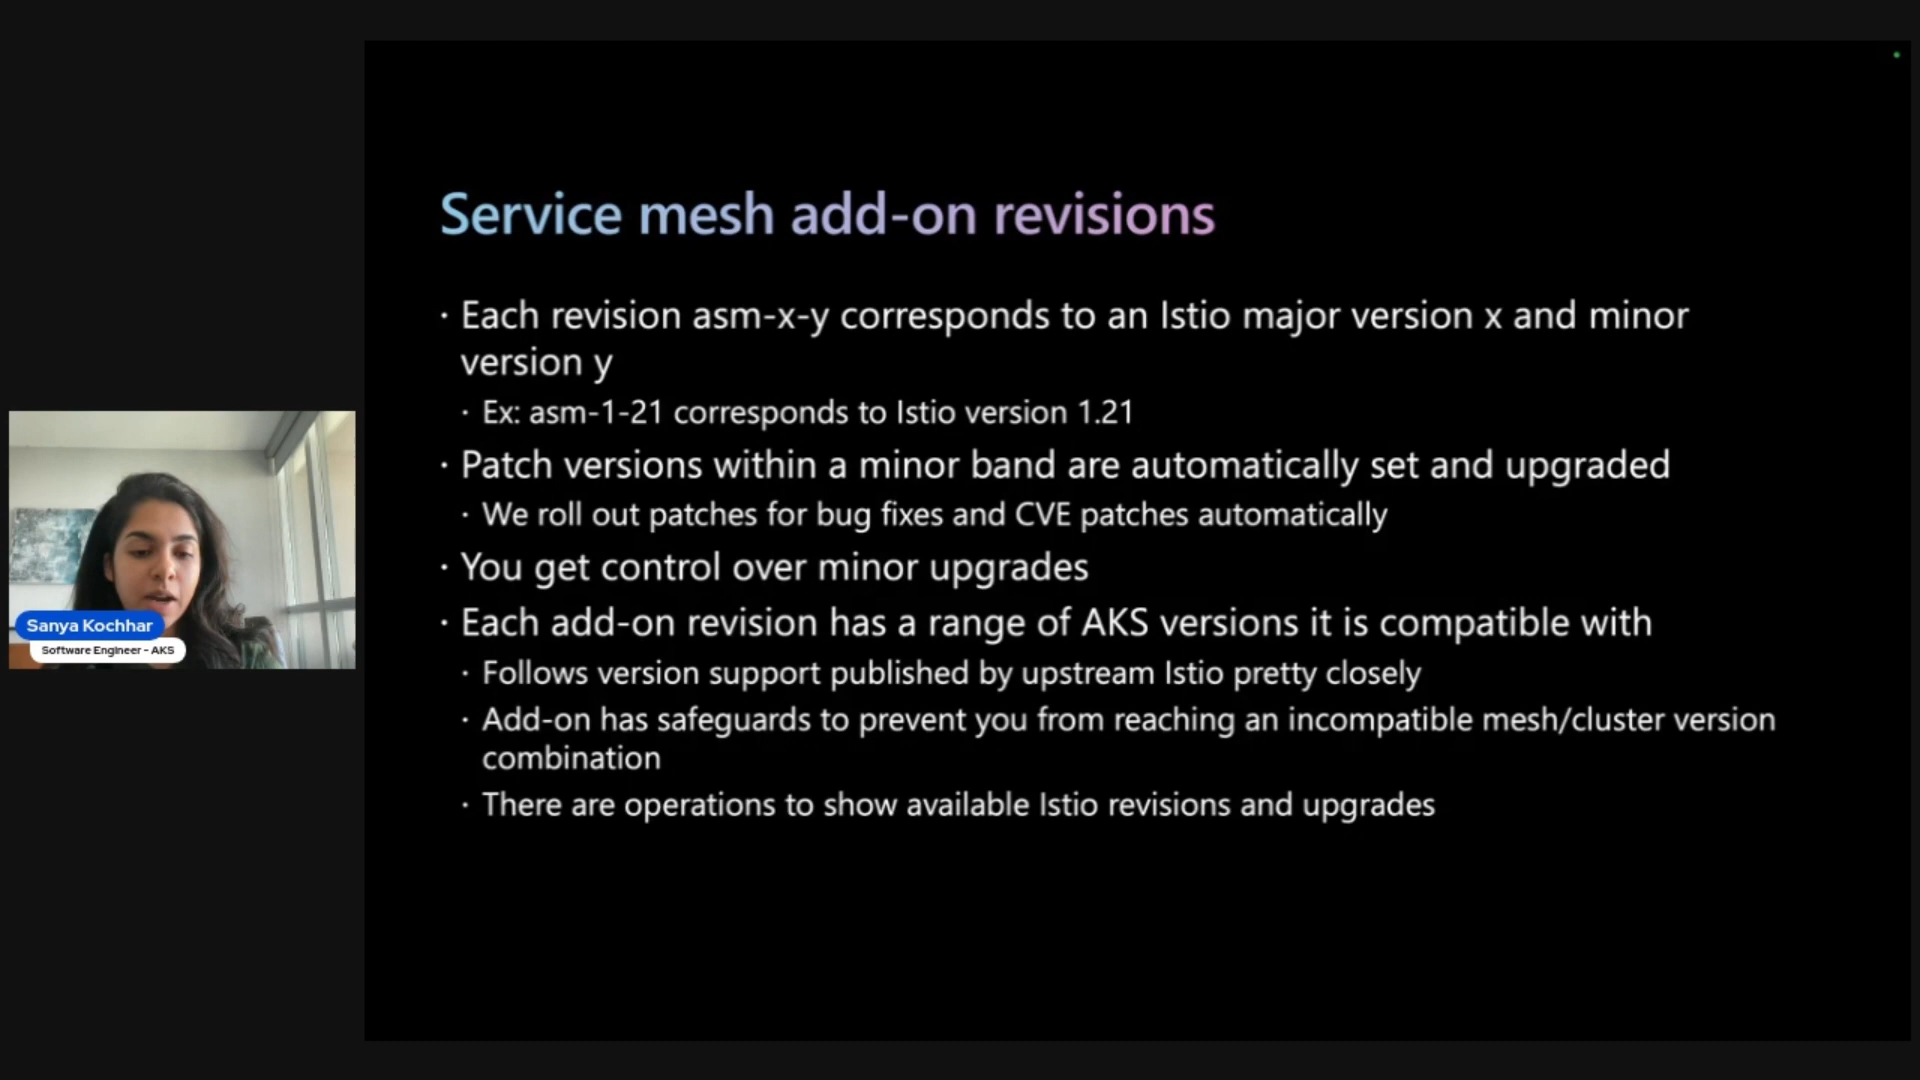 Service mesh add-on revisions
· Each revision asm-x-y corresponds to an Istio major version x and minor
version y
· Ex: asm-1-21 corresponds to Istio version 1.21
· Patch versions within a minor band are automatically set and upgraded
· We roll out patches for bug fixes and CVE patches automatically
· You get control over minor upgrades
· Each add-on revision has a range of AKS versions it is compatible with
· Follows version support published by upstream Istio pretty closely
· Add-on has safeguards to prevent you from reaching an incompatible mesh/cluster version
combination
· There are operations to show available Istio revisions and upgrades
Sanya Kochhar
Software Engineer - AKS